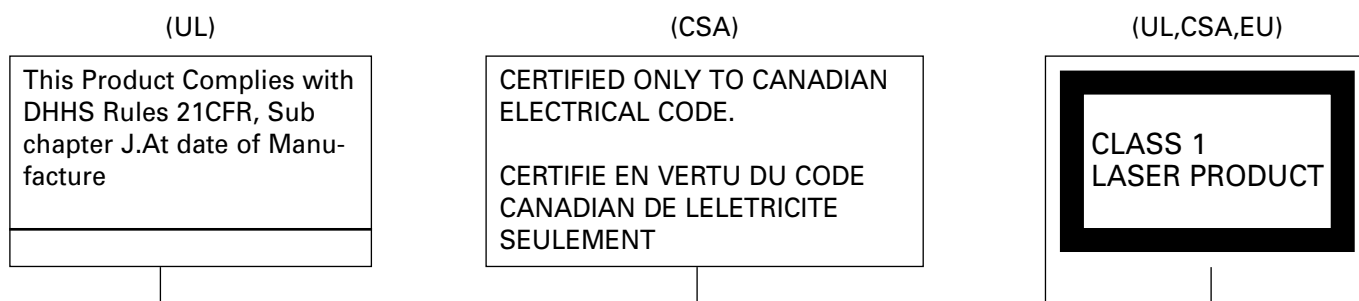 (UL)
This Product Complies with
DHHS Rules 21CFR, Sub
chapter J.At date of Manu-
facture
(CSA)
CERTIFIED ONLY TO CANADIAN
ELECTRICAL CODE.
CERTIFIE EN VERTU DU CODE
CANADIAN DE LELETRICITE
SEULEMENT
(UL,CSA,EU)
CLASS 1
LASER PRODUCT